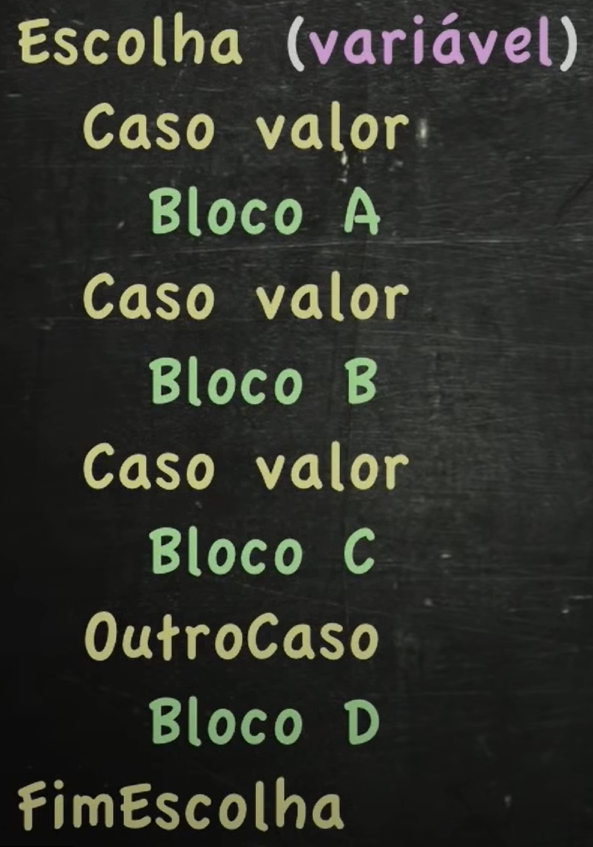 Escolha (variável)
Caso valor
Bloco A
Caso valor
Bloco B
Caso valor
Bloco C
OutroCaso
Bloco D
FimEscolha